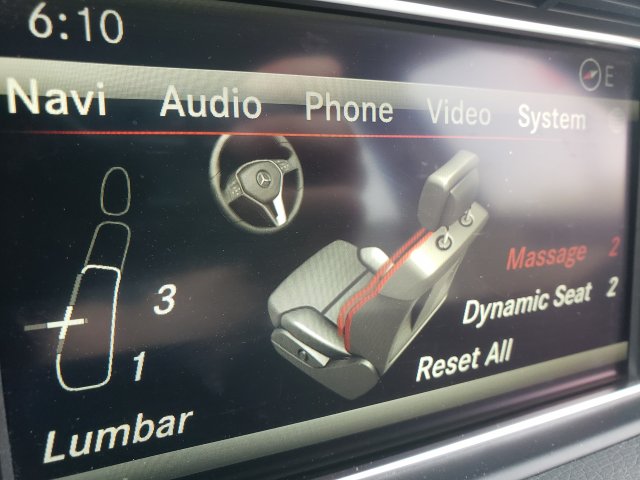 6:10
E
Navi Audio Phone Video System
3
1
Massage 2
Dynamic Seat 2
Reset All
Lumbar